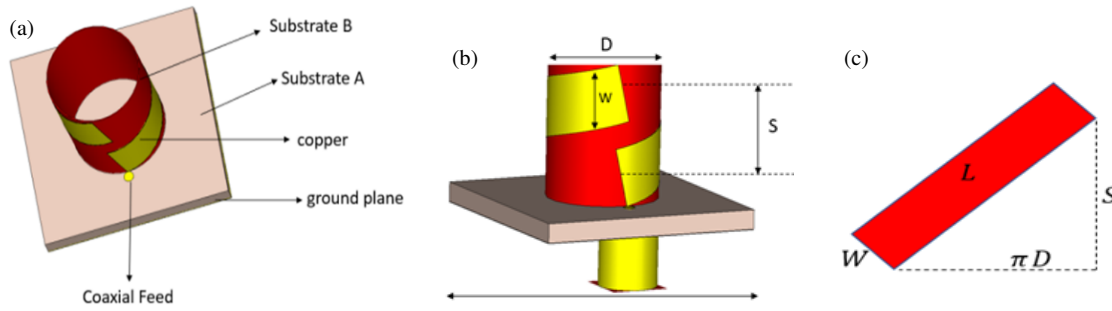 (a)
Substrate B
Substrate A
copper
ground plane
Coaxial Feed
(b)
D
W
S
(c)
L
W
π D
S